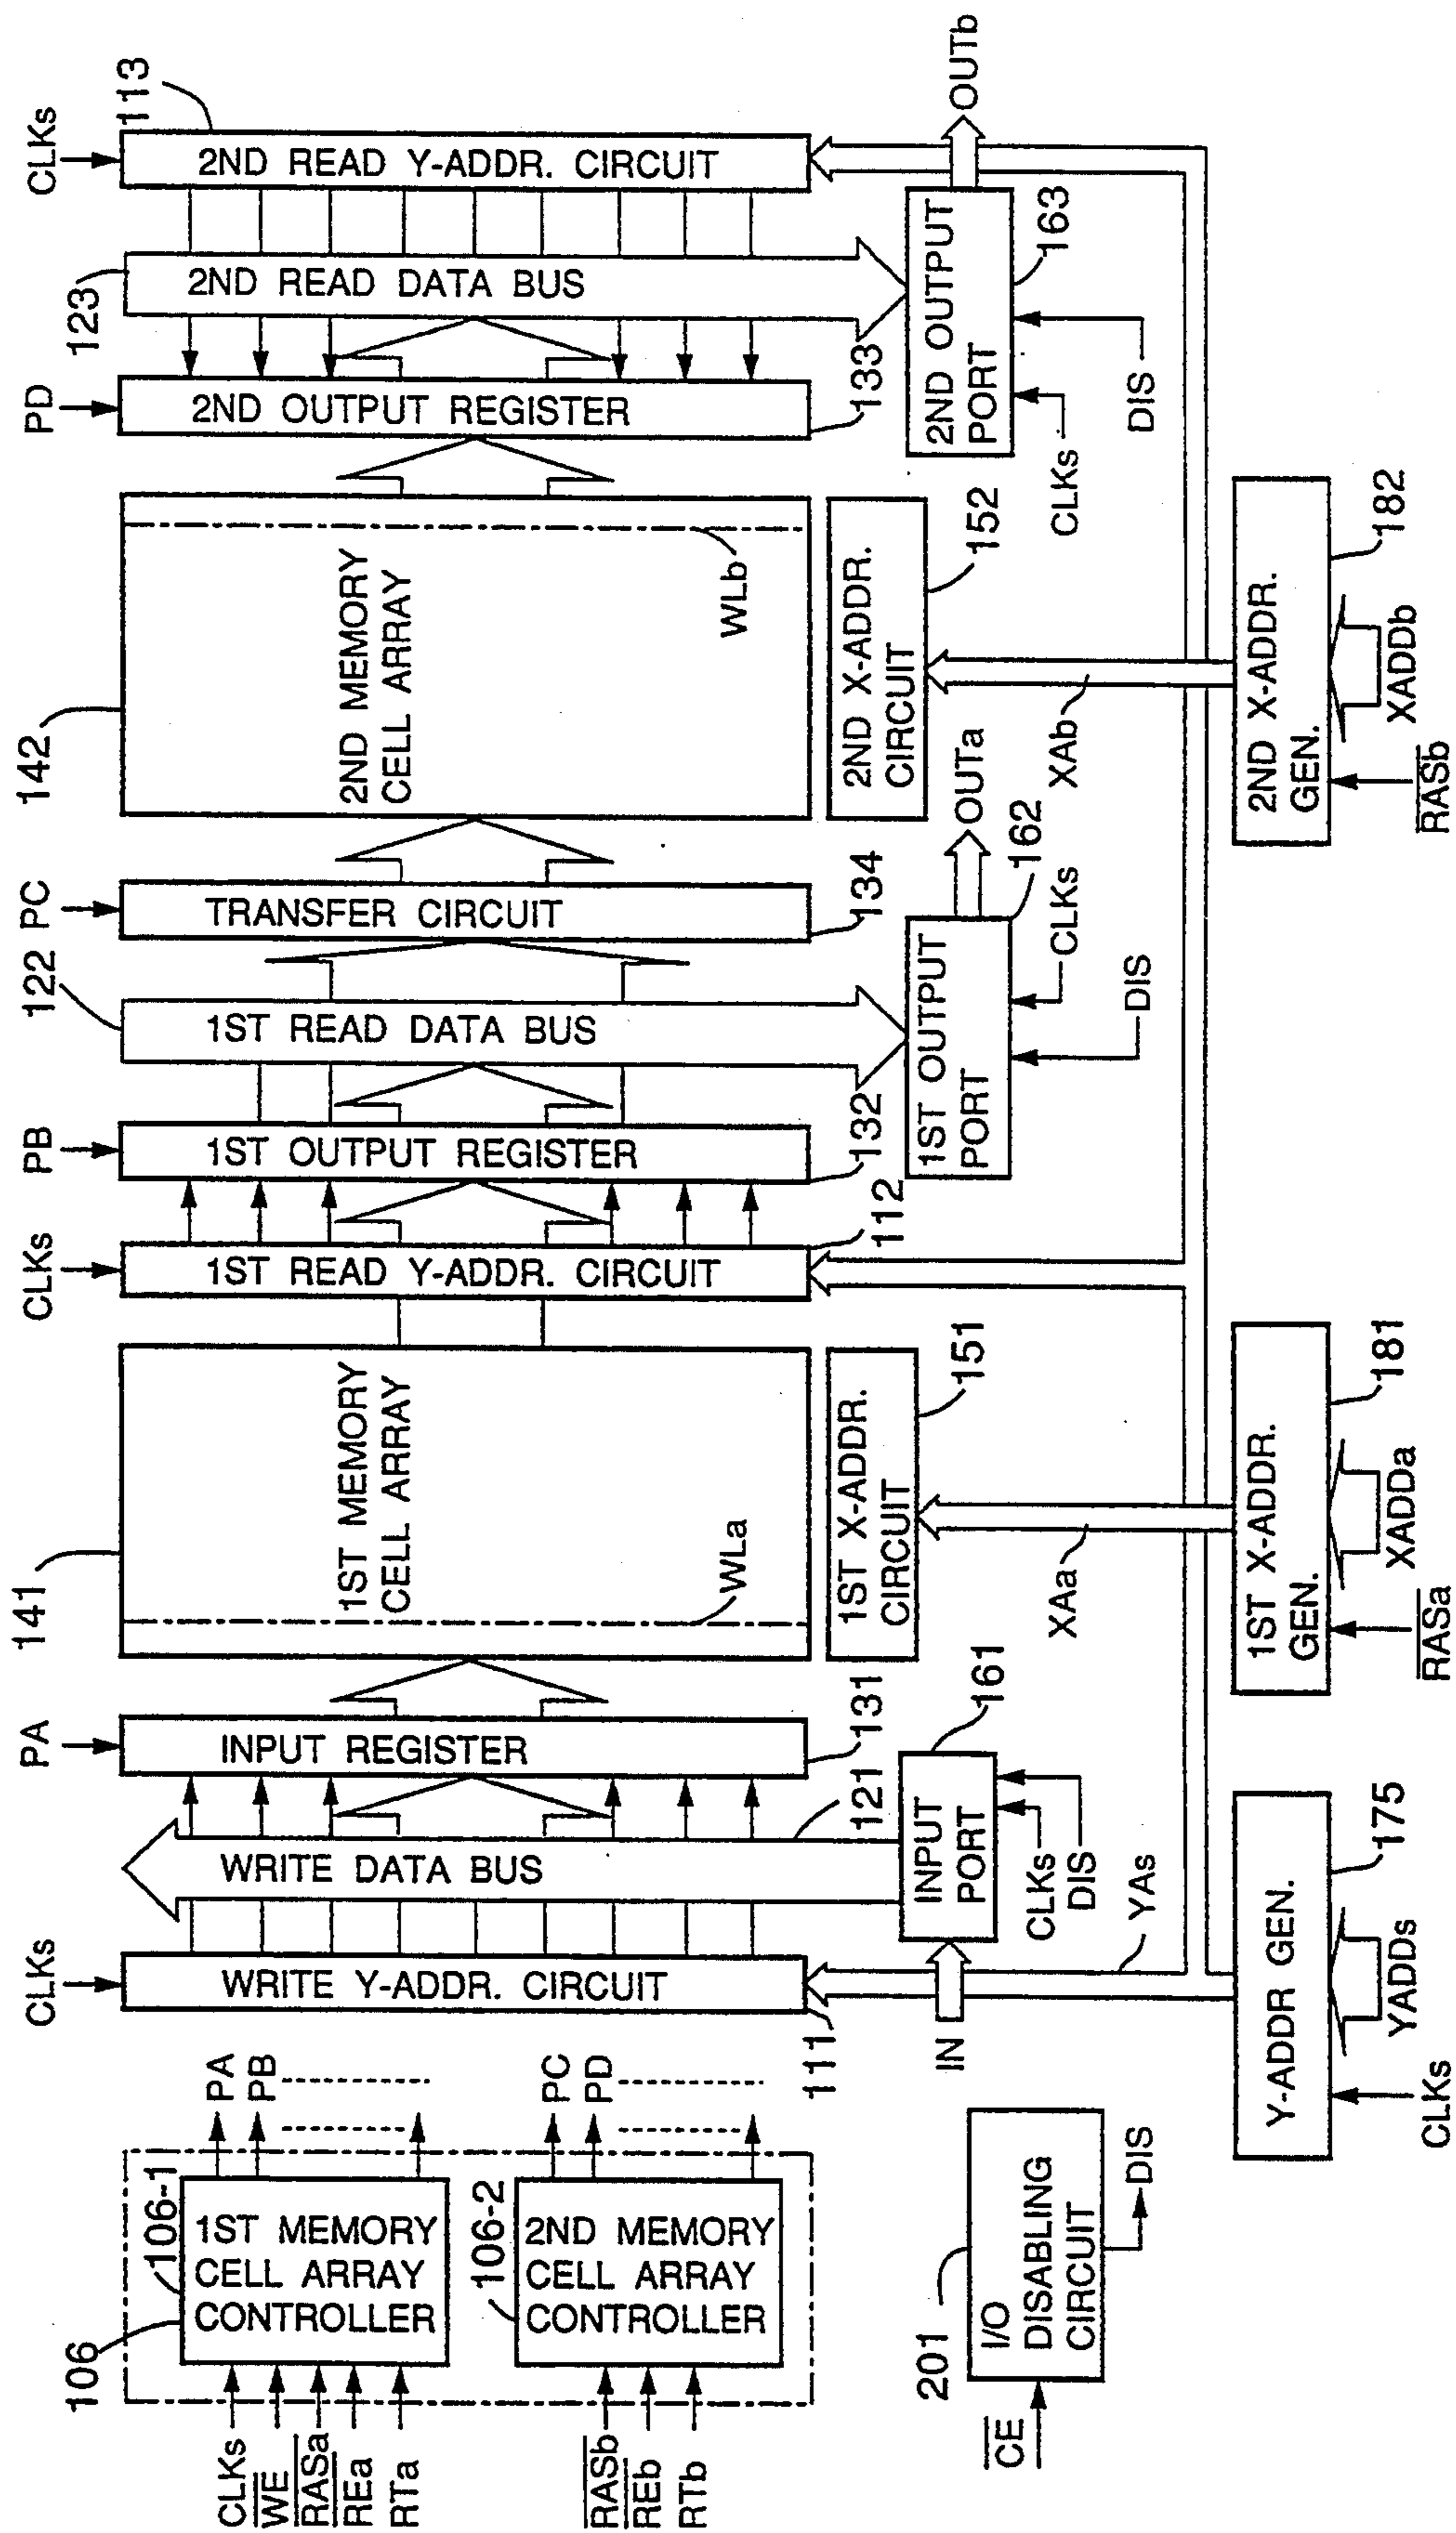 CLKs
WE
RASa
REa
RTa
106
106-1
1ST MEMORY
CELL ARRAY
CONTROLLER
PA
PB
RASb
REb
RTb
106-2
2ND MEMORY
CELL ARRAY
CONTROLLER
PC
PD
CE
201
I/O
DISABLING
CIRCUIT
DIS
CLKs
WRITE Y-ADDR. CIRCUIT
111
WRITE DATA BUS
121
PA
INPUT REGISTER
131
IN
INPUT
PORT
161
CLKs
DIS
YAs
Y-ADDR GEN.
175
CLKs
YADDs
141
1ST MEMORY
CELL ARRAY
WLa
1ST X-ADDR.
CIRCUIT
151
XAa
1ST X-ADDR.
GEN.
181
RASa
XADDa
CLKs
1ST READ Y-ADDR. CIRCUIT
112
PB
1ST OUTPUT REGISTER
132
122
1ST READ DATA BUS
1ST OUTPUT
PORT
162
OUTa
CLKs
DIS
PC
TRANSFER CIRCUIT
134
142
2ND MEMORY
CELL ARRAY
WLb
2ND X-ADDR.
CIRCUIT
152
XAb
2ND X-ADDR.
GEN.
182
RASb
XADDb
PD
2ND OUTPUT REGISTER
133
123
2ND READ DATA BUS
CLKs
113
2ND READ Y-ADDR. CIRCUIT
2ND OUTPUT
PORT
163
OUTb
CLKs
DIS